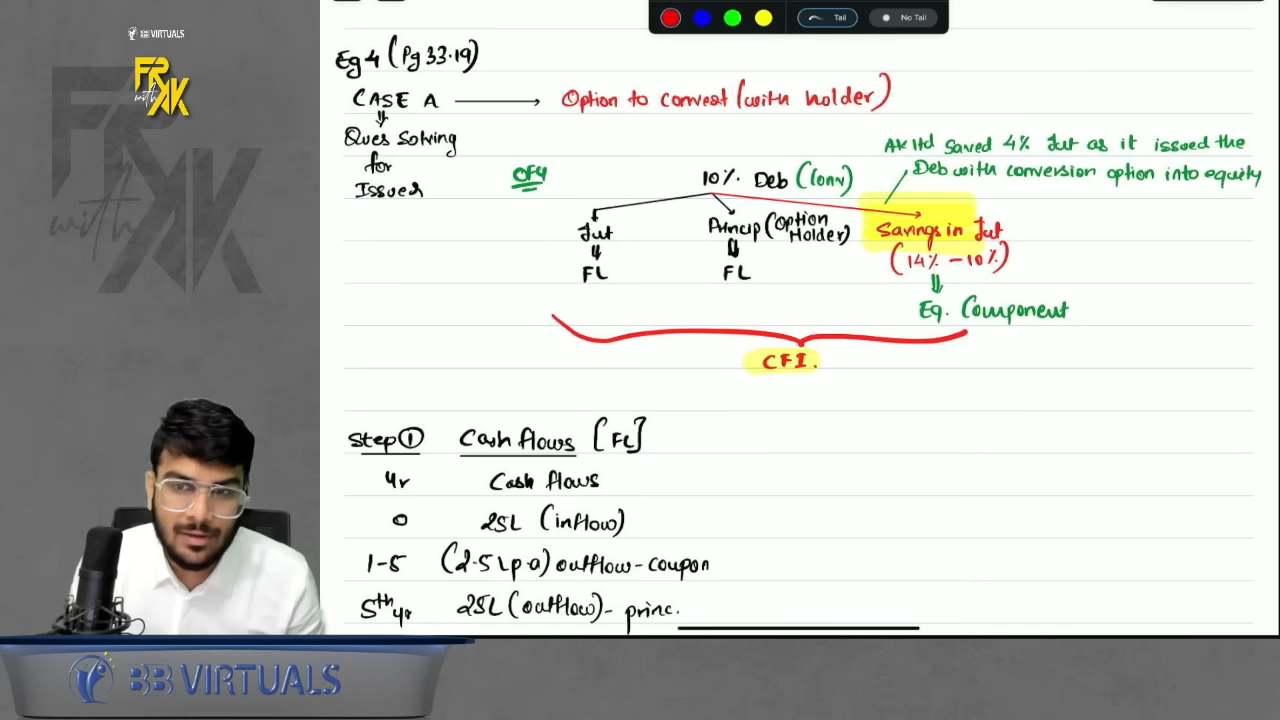 BB VIRTUALS
FR
with
AK
Tail
No Tail
Eg 4 (Pg 33.19)
CASE A → Option to convert (with holder)
Ques Solving
for
Issuer
AK ltd Saved 4% Int as it issued the
Deb with conversion option into equity
10% Deb (Conv)
Int
Princip (Option
Holder)
Savings in Int
(14% - 10%)
FL
FL
Eq. Component
CFI.
Step ① Cash flows [FL]
Yr Cash flows
0 25L (inflow)
1-5 (2.5L p.a) outflow - coupon
5th yr 25L (outflow) - princ.
BB VIRTUALS